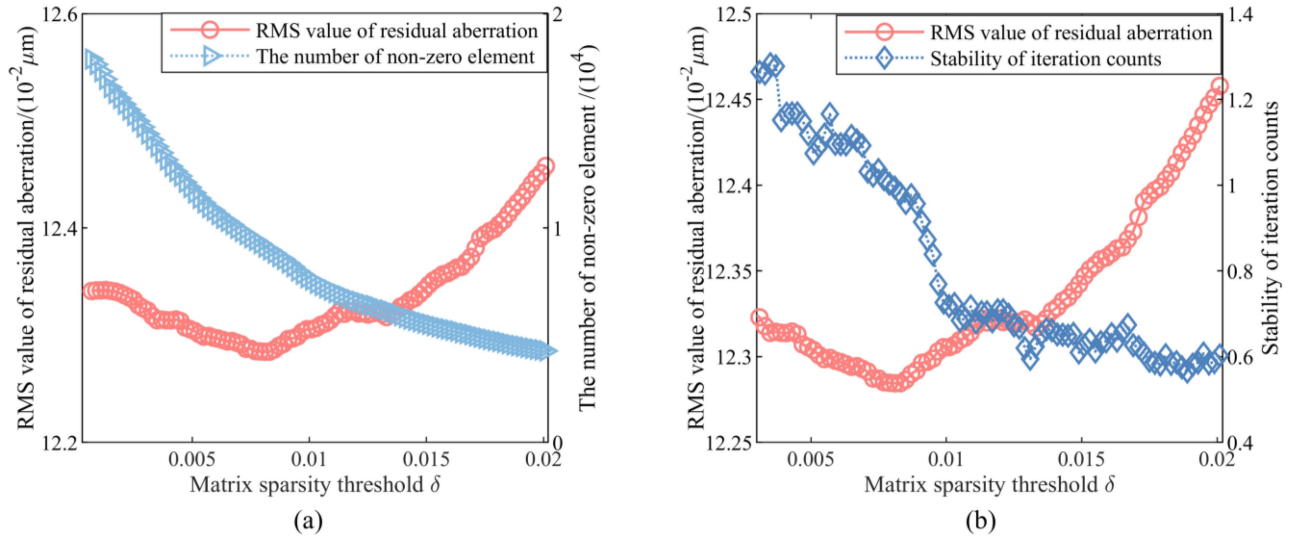 RMS value of residual aberration
The number of non-zero element
12.6
12.4
12.2
RMS value of residual aberration/(10⁻² μm)
2
1
0
The number of non-zero element /(10⁴)
0.005
0.01
0.015
0.02
Matrix sparsity threshold δ
(a)
RMS value of residual aberration
Stability of iteration counts
12.5
12.45
12.4
12.35
12.3
12.25
RMS value of residual aberration/(10⁻² μm)
1.4
1.2
1
0.8
0.6
0.4
Stability of iteration counts
0.005
0.01
0.015
0.02
Matrix sparsity threshold δ
(b)